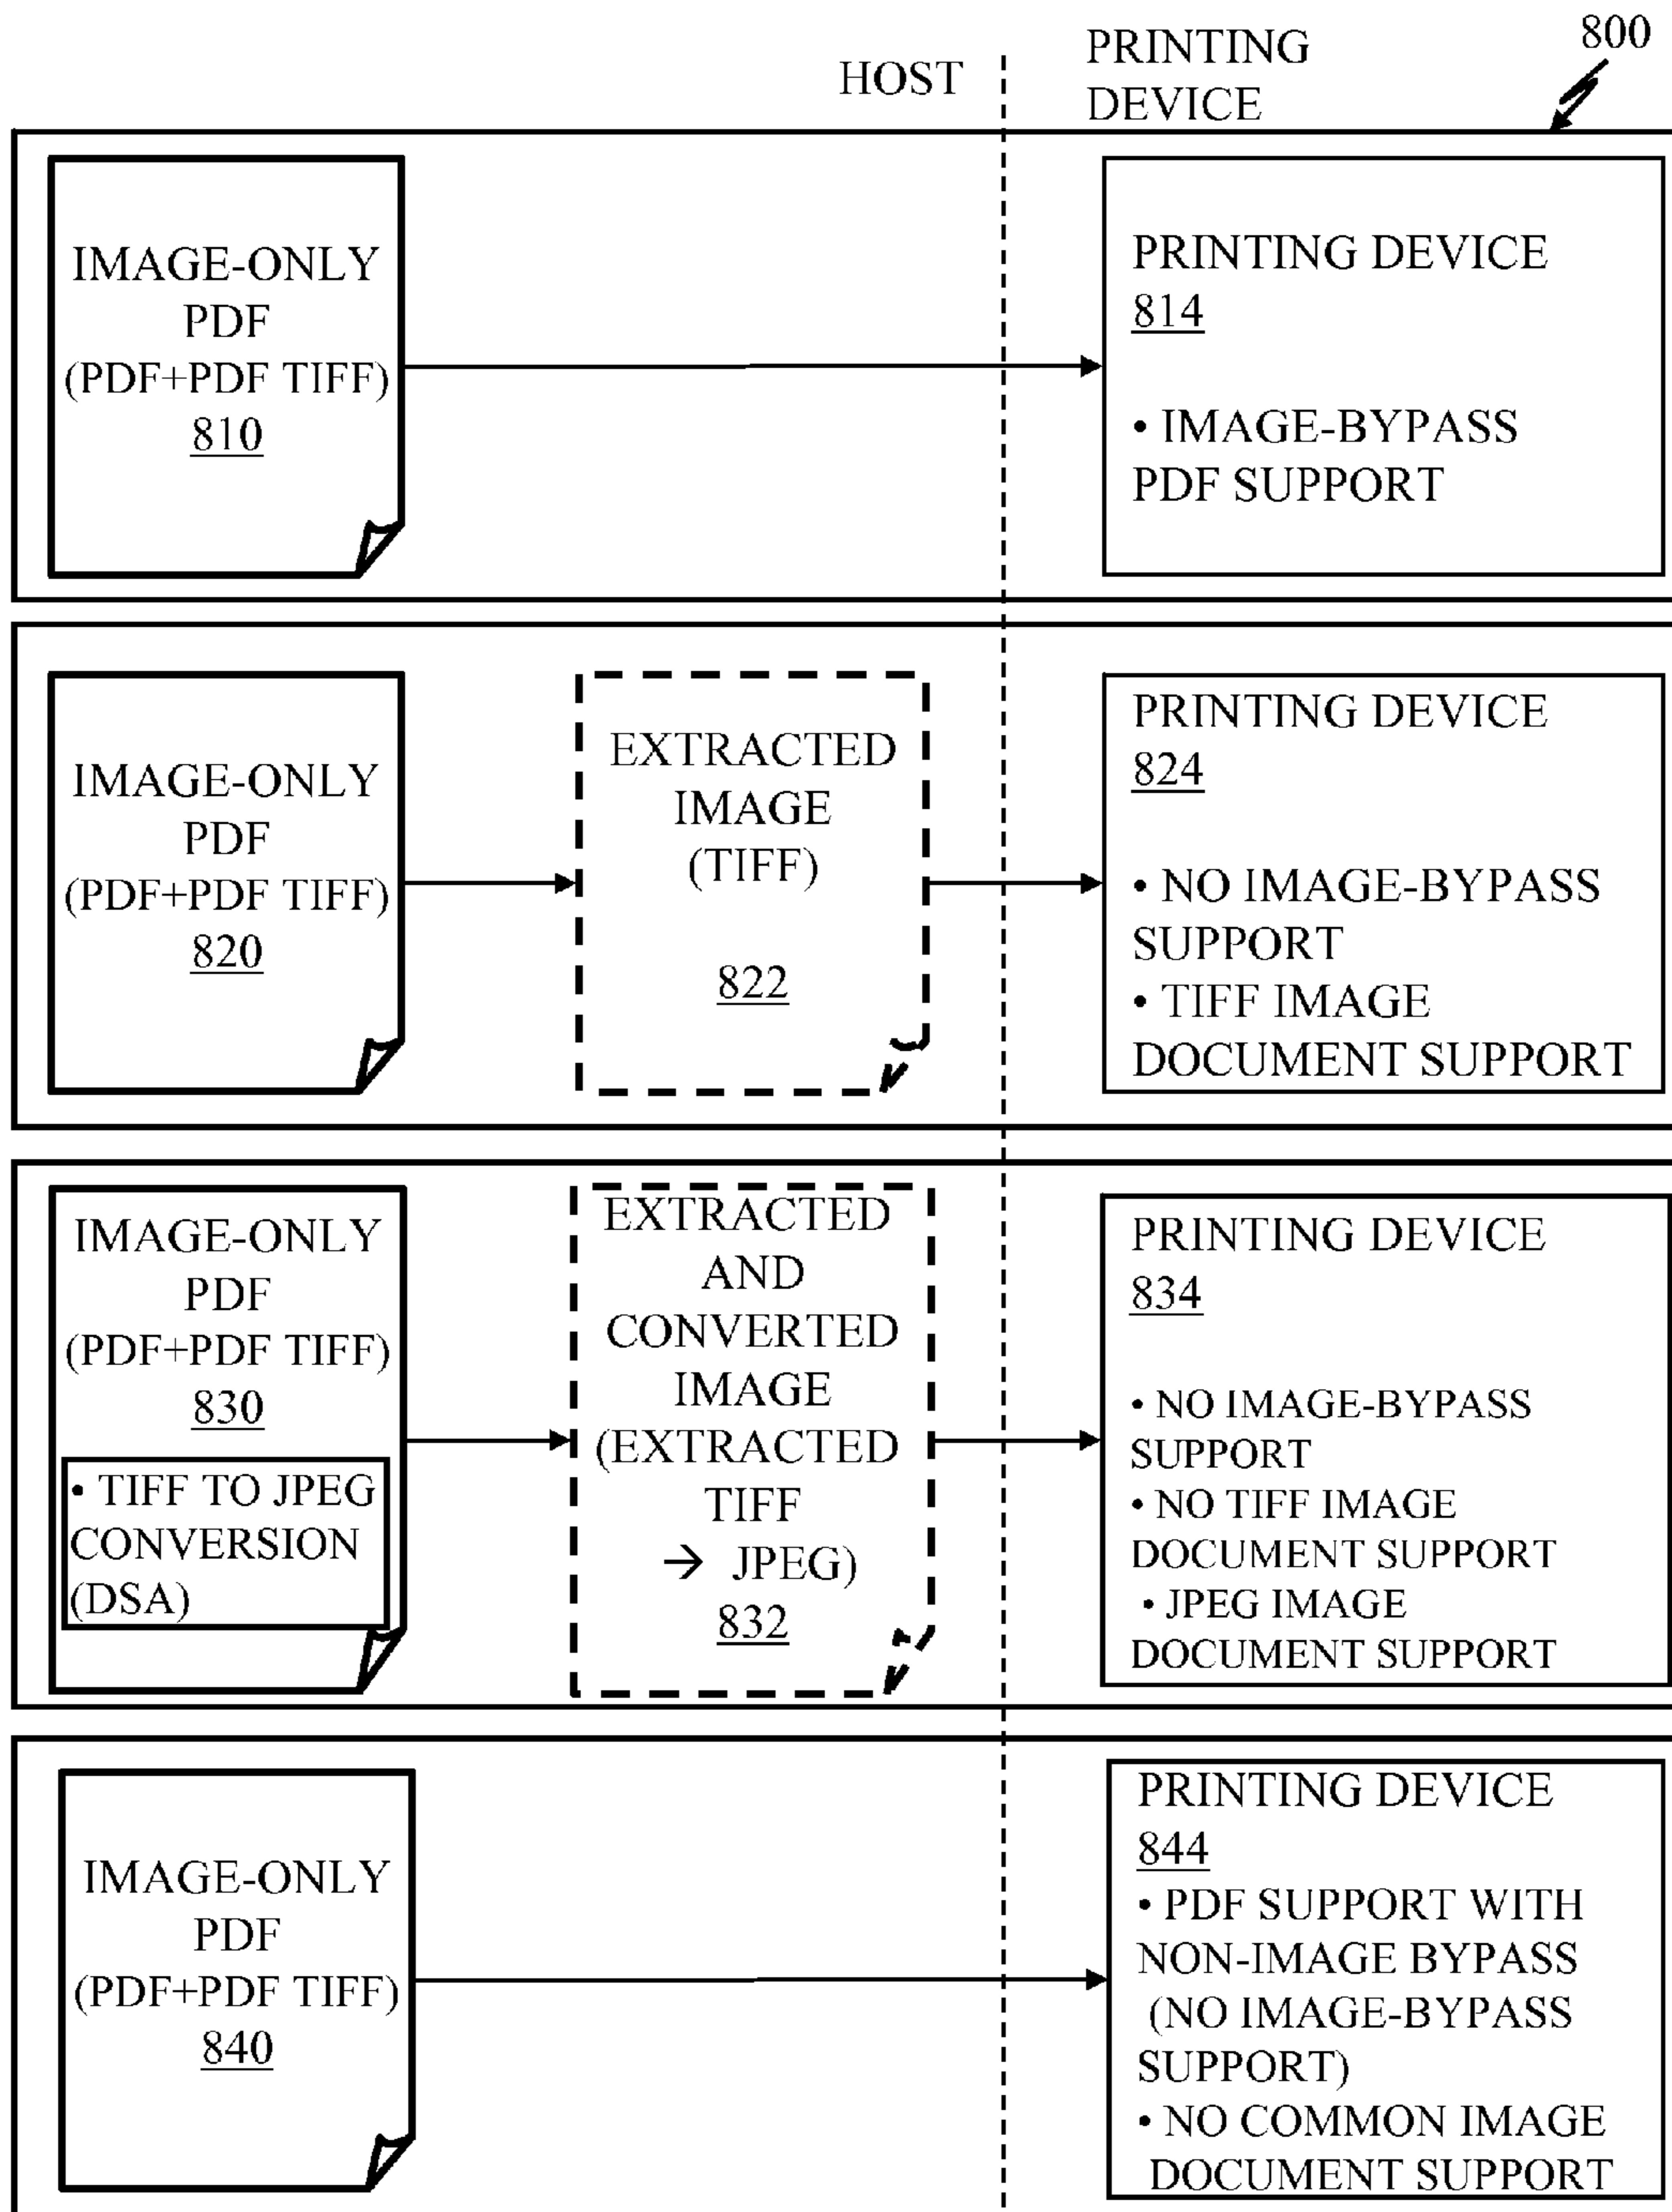 HOST
PRINTING
DEVICE
800
IMAGE-ONLY
PDF
(PDF+PDF TIFF)
810
PRINTING DEVICE
814
• IMAGE-BYPASS
PDF SUPPORT
IMAGE-ONLY
PDF
(PDF+PDF TIFF)
820
EXTRACTED
IMAGE
(TIFF)
822
PRINTING DEVICE
824
• NO IMAGE-BYPASS
SUPPORT
• TIFF IMAGE
DOCUMENT SUPPORT
IMAGE-ONLY
PDF
(PDF+PDF TIFF)
830
• TIFF TO JPEG
CONVERSION
(DSA)
EXTRACTED
AND
CONVERTED
IMAGE
(EXTRACTED
TIFF
→ JPEG)
832
PRINTING DEVICE
834
• NO IMAGE-BYPASS
SUPPORT
• NO TIFF IMAGE
DOCUMENT SUPPORT
• JPEG IMAGE
DOCUMENT SUPPORT
IMAGE-ONLY
PDF
(PDF+PDF TIFF)
840
PRINTING DEVICE
844
• PDF SUPPORT WITH
NON-IMAGE BYPASS
(NO IMAGE-BYPASS
SUPPORT)
• NO COMMON IMAGE
DOCUMENT SUPPORT